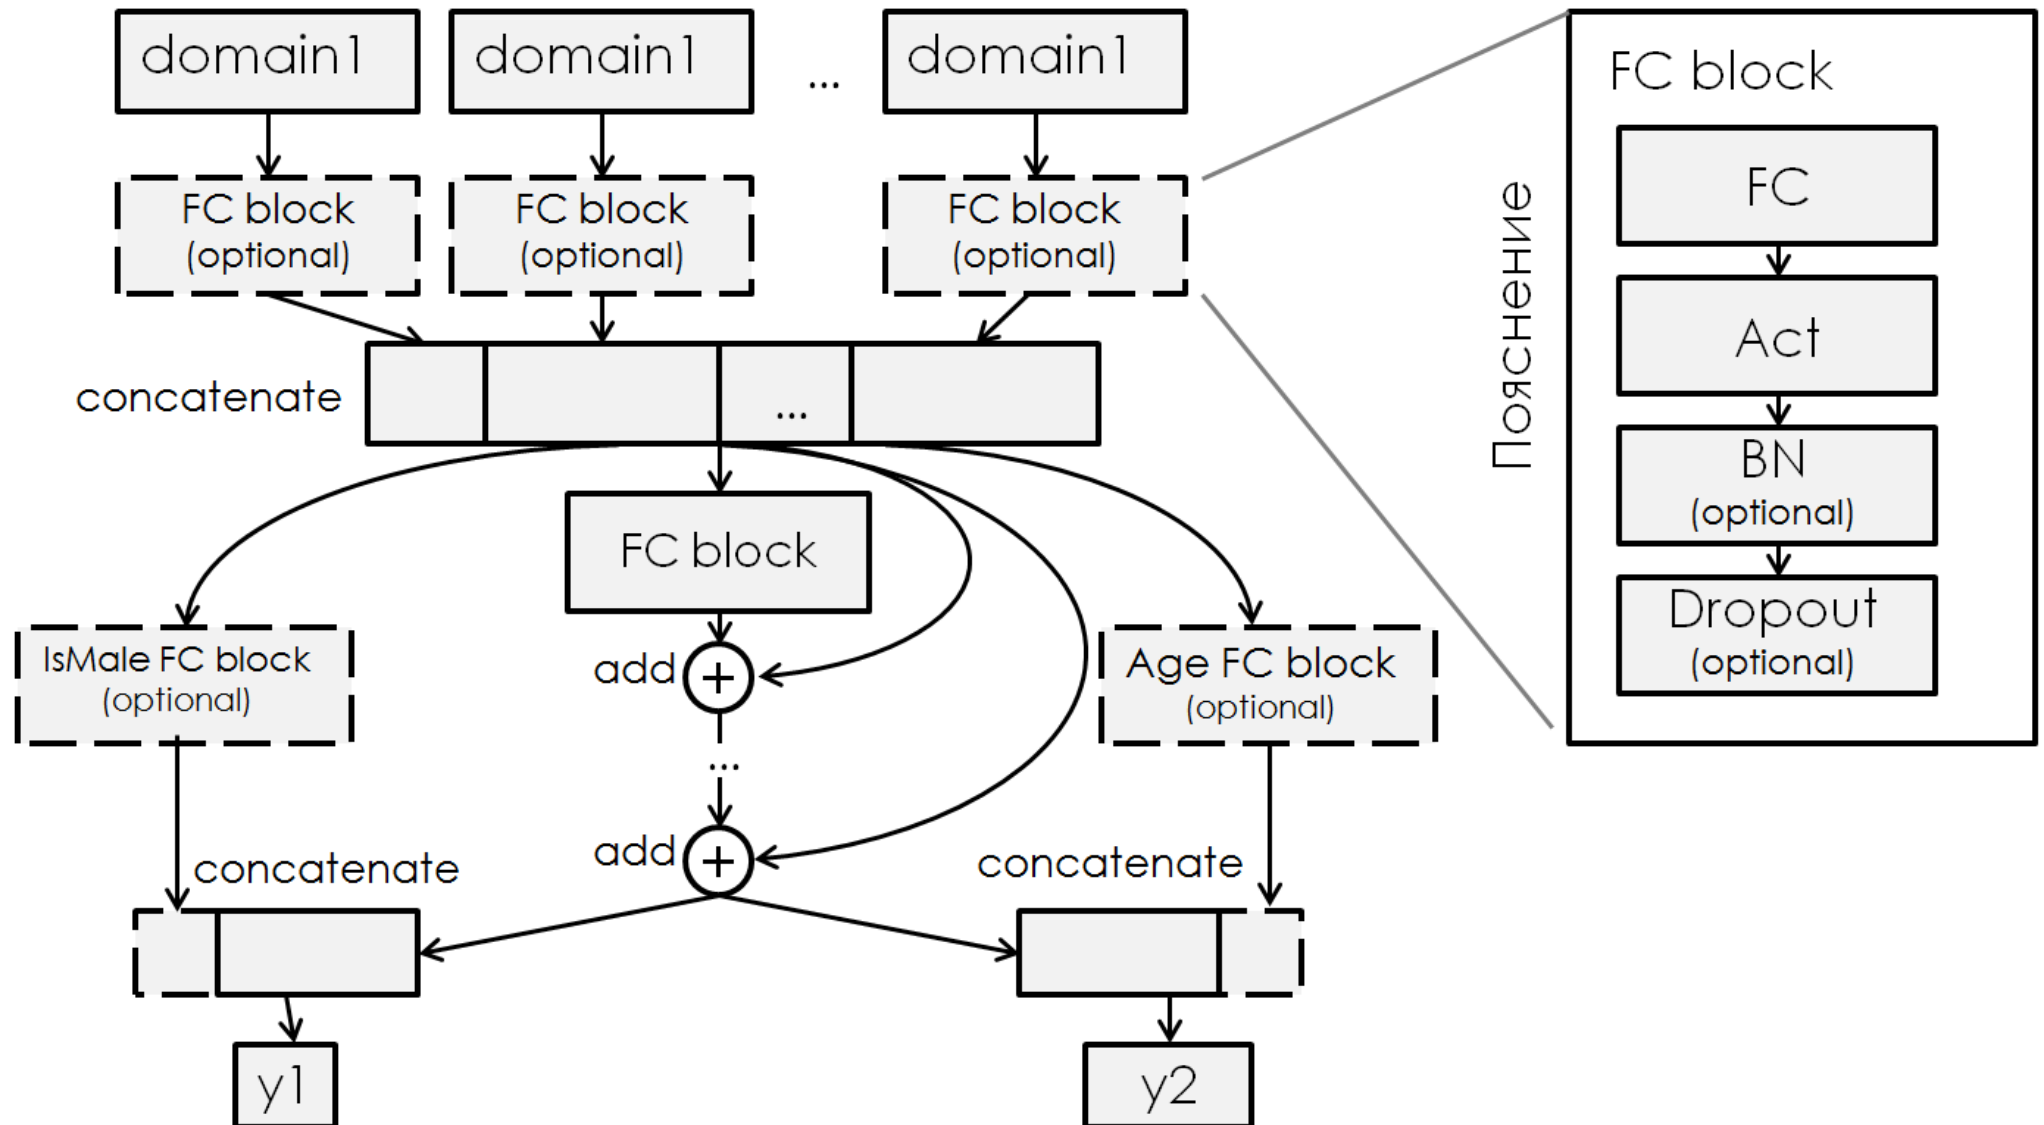 domain1
domain1
...
domain1
FC block
(optional)
FC block
(optional)
FC block
(optional)
concatenate
...
FC block
IsMale FC block
(optional)
add
+
Age FC block
(optional)
...
add
+
concatenate
concatenate
y1
y2
Пояснение
FC block
FC
Act
BN
(optional)
Dropout
(optional)